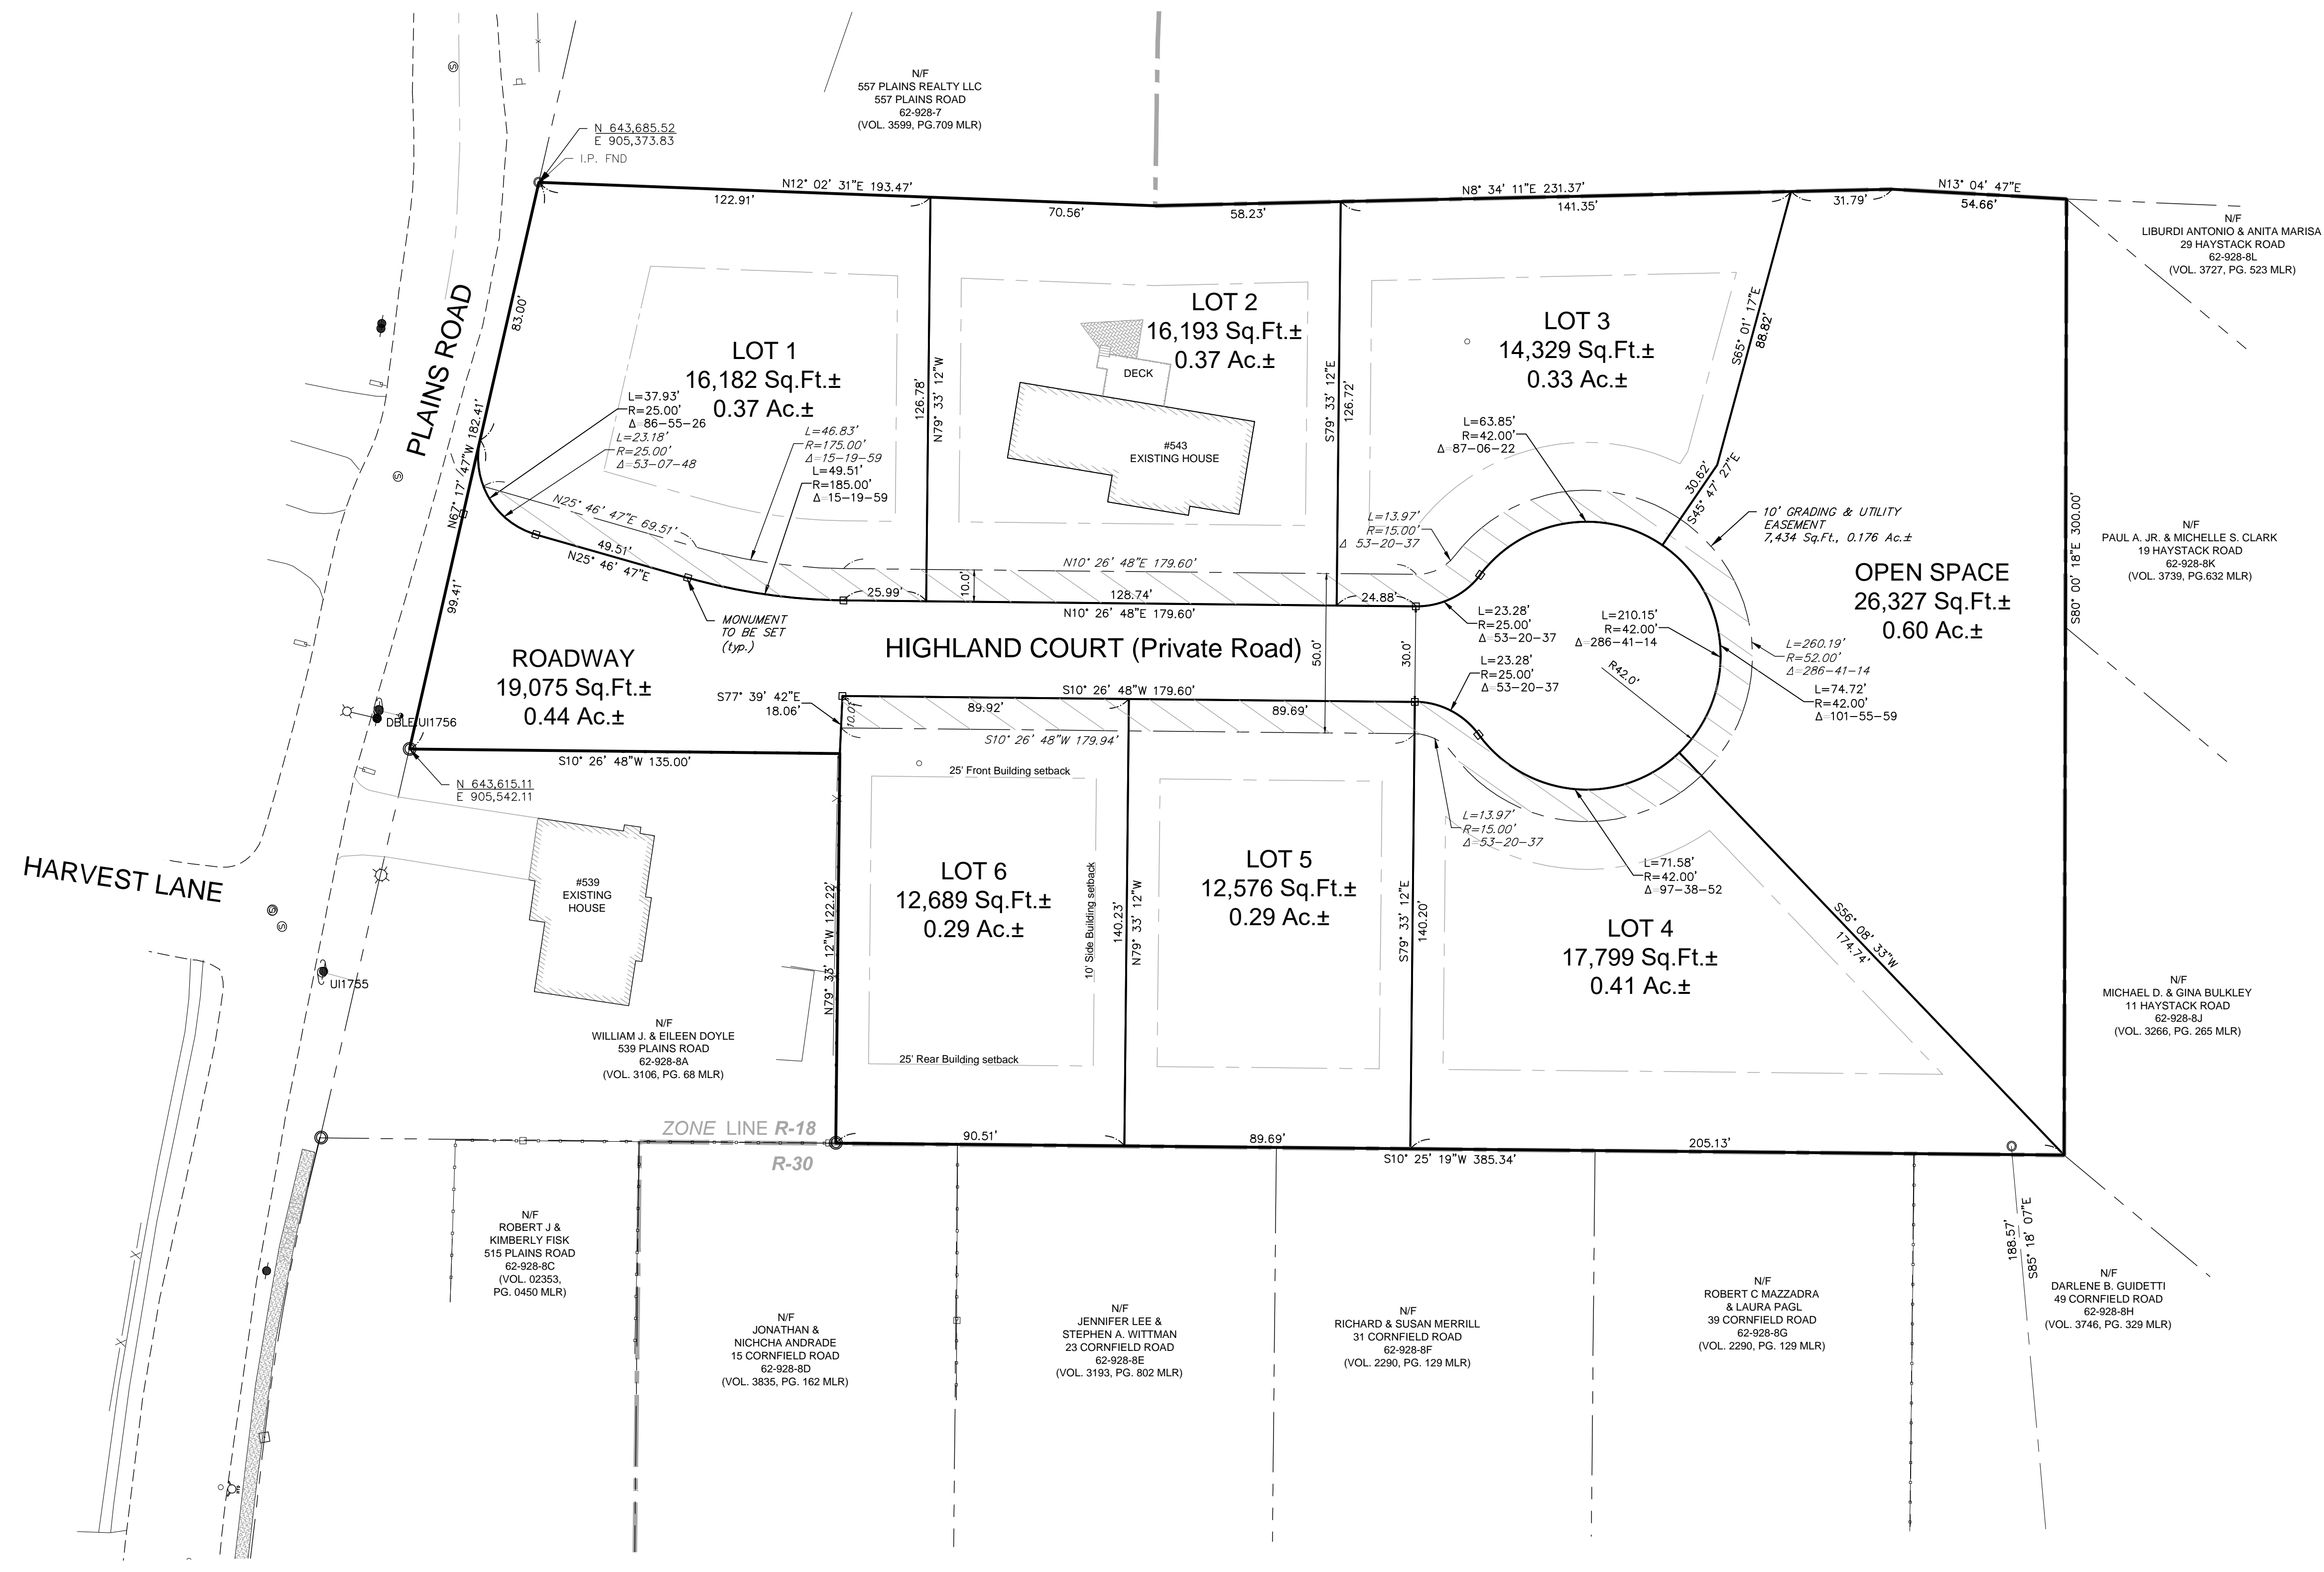 N/F
557 PLAINS REALTY LLC
557 PLAINS ROAD
62-928-7
(VOL. 3599, PG.709 MLR)
N 643,685.52
E 905,373.83
I.P. FND
N12° 02' 31"E 193.47'
122.91'
70.56'
58.23'
N8° 34' 11"E 231.37'
141.35'
31.79'
N13° 04' 47"E
54.66'
N/F
LIBURDI ANTONIO & ANITA MARISA
29 HAYSTACK ROAD
62-928-8L
(VOL. 3727, PG. 523 MLR)
PLAINS ROAD
83.00'
N67° 17' 47"W 182.41'
99.41'
LOT 1
16,182 Sq.Ft.±
0.37 Ac.±
L=37.93'
R=25.00'
Δ=86-55-26
L=23.18'
R=25.00'
Δ=53-07-48
L=46.83'
R=175.00'
Δ=15-19-59
L=49.51'
R=185.00'
Δ=15-19-59
N25° 46' 47"E 69.51'
49.51'
N25° 46' 47"E
126.78'
N79° 33' 12"W
LOT 2
16,193 Sq.Ft.±
0.37 Ac.±
DECK
#543
EXISTING HOUSE
S79° 33' 12"E
126.72'
LOT 3
14,329 Sq.Ft.±
0.33 Ac.±
S65° 01' 17"E
88.82'
30.62'
S45° 47' 27"E
L=63.85'
R=42.00'
Δ=87-06-22
L=13.97'
R=15.00'
Δ 53-20-37
10' GRADING & UTILITY
EASEMENT
7,434 Sq.Ft., 0.176 Ac.±
S80° 00' 18"E 300.00'
N/F
PAUL A. JR. & MICHELLE S. CLARK
19 HAYSTACK ROAD
62-928-8K
(VOL. 3739, PG.632 MLR)
OPEN SPACE
26,327 Sq.Ft.±
0.60 Ac.±
N10° 26' 48"E 179.60'
25.99'
10.0'
128.74'
24.88'
N10° 26' 48"E 179.60'
MONUMENT
TO BE SET
(typ.)
HIGHLAND COURT (Private Road)
50.0'
30.0'
L=23.28'
R=25.00'
Δ=53-20-37
L=210.15'
R=42.00'
Δ=286-41-14
L=23.28'
R=25.00'
Δ=53-20-37
R42.0'
L=260.19'
R=52.00'
Δ=286-41-14
L=74.72'
R=42.00'
Δ=101-55-59
ROADWAY
19,075 Sq.Ft.±
0.44 Ac.±
S77° 39' 42"E
18.06'
10.0'
S10° 26' 48"W 179.60'
89.92'
89.69'
S10° 26' 48"W 179.94'
DBLE UI1756
S10° 26' 48"W 135.00'
N 643,615.11
E 905,542.11
25' Front Building setback
L=13.97'
R=15.00'
Δ=53-20-37
L=71.58'
R=42.00'
Δ=97-38-52
HARVEST LANE
#539
EXISTING
HOUSE
UI1755
N79° 33' 12"W 122.22'
LOT 6
12,689 Sq.Ft.±
0.29 Ac.±
10' Side Building setback
140.23'
N79° 33' 12"W
LOT 5
12,576 Sq.Ft.±
0.29 Ac.±
S79° 33' 12"E
140.20'
LOT 4
17,799 Sq.Ft.±
0.41 Ac.±
S56° 08' 33"W
174.74'
N/F
MICHAEL D. & GINA BULKLEY
11 HAYSTACK ROAD
62-928-8J
(VOL. 3266, PG. 265 MLR)
N/F
WILLIAM J. & EILEEN DOYLE
539 PLAINS ROAD
62-928-8A
(VOL. 3106, PG. 68 MLR)
25' Rear Building setback
ZONE LINE R-18
R-30
90.51'
89.69'
205.13'
S10° 25' 19"W 385.34'
188.57'
S85° 18' 07"E
N/F
ROBERT J &
KIMBERLY FISK
515 PLAINS ROAD
62-928-8C
(VOL. 02353,
PG. 0450 MLR)
N/F
JONATHAN &
NICHCHA ANDRADE
15 CORNFIELD ROAD
62-928-8D
(VOL. 3835, PG. 162 MLR)
N/F
JENNIFER LEE &
STEPHEN A. WITTMAN
23 CORNFIELD ROAD
62-928-8E
(VOL. 3193, PG. 802 MLR)
N/F
RICHARD & SUSAN MERRILL
31 CORNFIELD ROAD
62-928-8F
(VOL. 2290, PG. 129 MLR)
N/F
ROBERT C MAZZADRA
& LAURA PAGL
39 CORNFIELD ROAD
62-928-8G
(VOL. 2290, PG. 129 MLR)
N/F
DARLENE B. GUIDETTI
49 CORNFIELD ROAD
62-928-8H
(VOL. 3746, PG. 329 MLR)